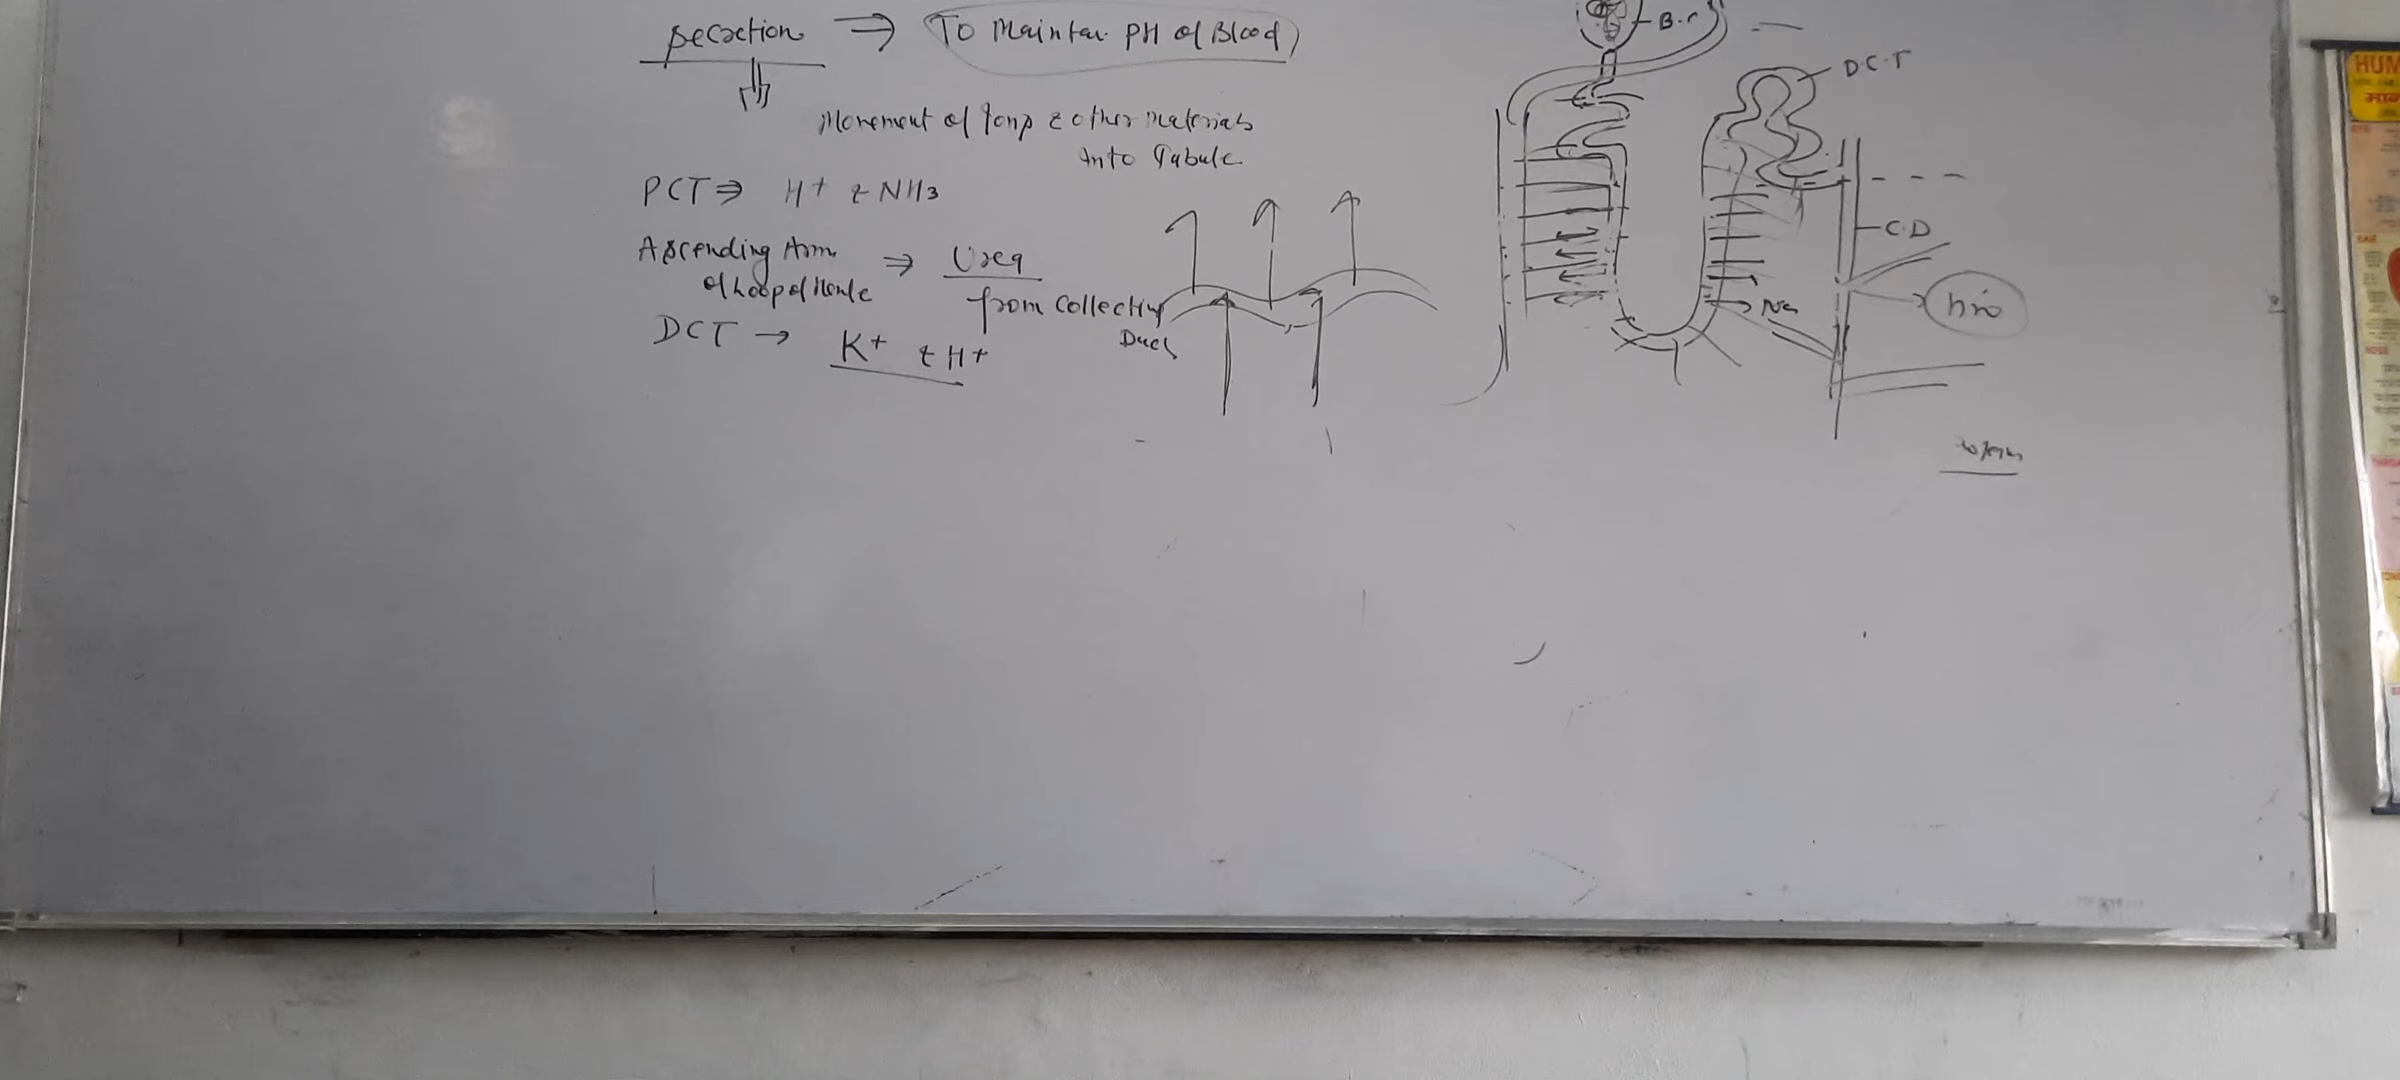 secretion ⇒ To Maintain PH of Blood
Movement of Ions & other materials
into Tubule.
PCT ⇒ H+ & NH3
Ascending Arm
of Loop of Henle ⇒ Urea
from Collecting
Duct
DCT → K+ & H+
B.C
D.C.T
C.D
Na
H2O
HUM